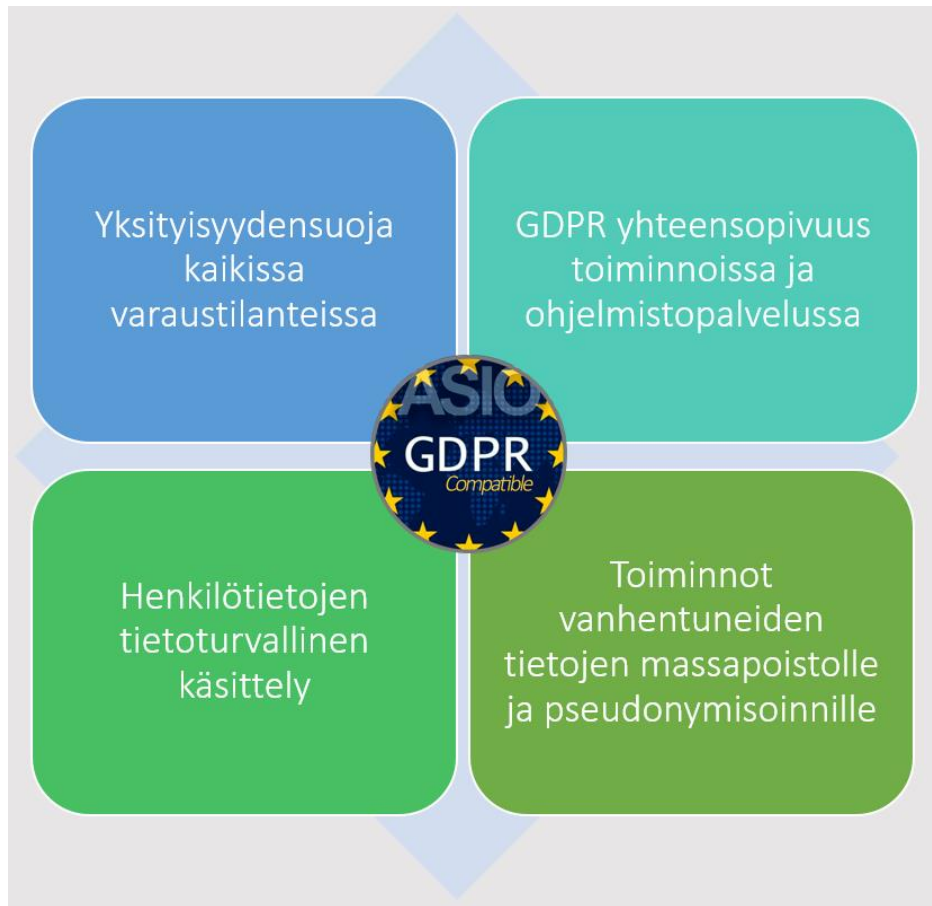 Yksityisyydensuoja
kaikissa
varaustilanteissa
GDPR yhteensopivuus
toiminnoissa ja
ohjelmistopalvelussa
ASIO
GDPR
Compatible
Henkilötietojen
tietoturvallinen
käsittely
Toiminnot
vanhentuneiden
tietojen massapoistolle
ja pseudonymisoinnille